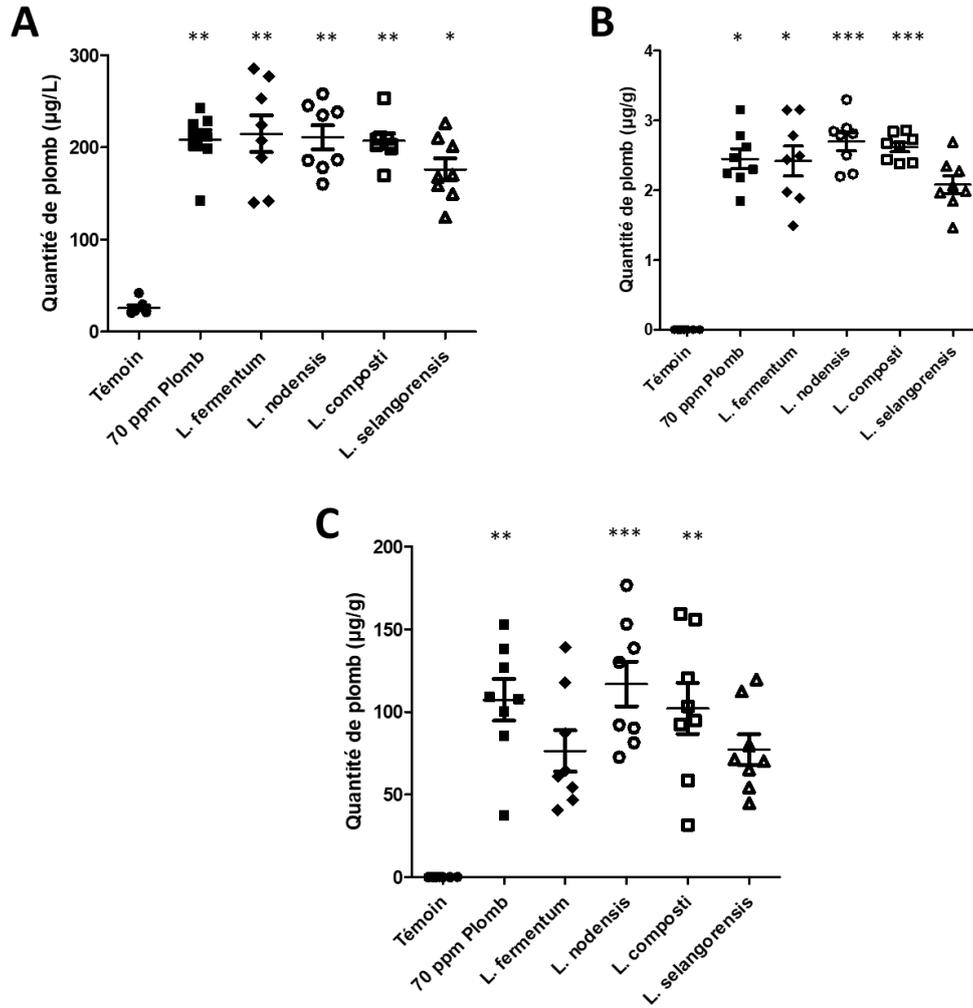 A
** ** ** ** *
Quantité de plomb (µg/L)
300
200
100
0
Témoin
70 ppm Plomb
L. fermentum
L. nodensis
L. composti
L. selangorensis
B
* * *** ***
Quantité de plomb (µg/g)
4
3
2
1
0
Témoin
70 ppm Plomb
L. fermentum
L. nodensis
L. composti
L. selangorensis
C
** *** **
Quantité de plomb (µg/g)
200
150
100
50
0
Témoin
70 ppm Plomb
L. fermentum
L. nodensis
L. composti
L. selangorensis